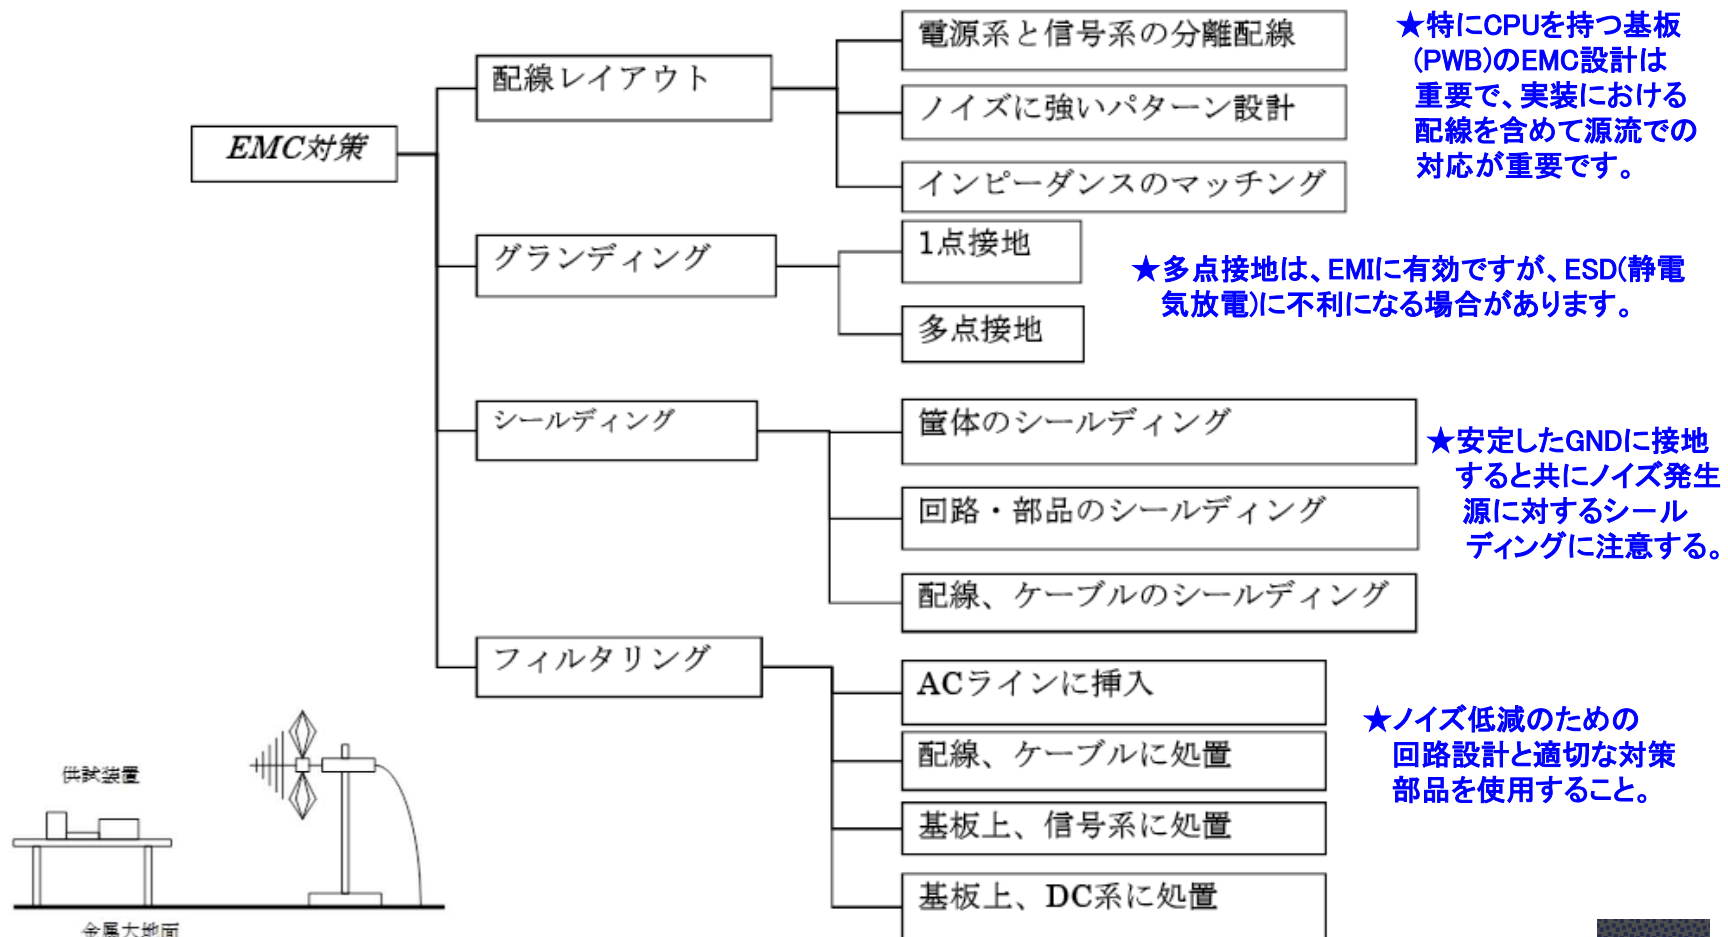 EMC対策
配線レイアウト
電源系と信号系の分離配線
ノイズに強いパターン設計
インピーダンスのマッチング
★特にCPUを持つ基板
(PWB)のEMC設計は
重要で、実装における
配線を含めて源流での
対応が重要です。
グランディング
1点接地
多点接地
★多点接地は、EMIに有効ですが、ESD(静電
気放電)に不利になる場合があります。
シールディング
筐体のシールディング
回路・部品のシールディング
配線、ケーブルのシールディング
★安定したGNDに接地
すると共にノイズ発生
源に対するシール
ディングに注意する。
フィルタリング
ACラインに挿入
配線、ケーブルに処置
基板上、信号系に処置
基板上、DC系に処置
★ノイズ低減のための
回路設計と適切な対策
部品を使用すること。
供試装置
金属大地面